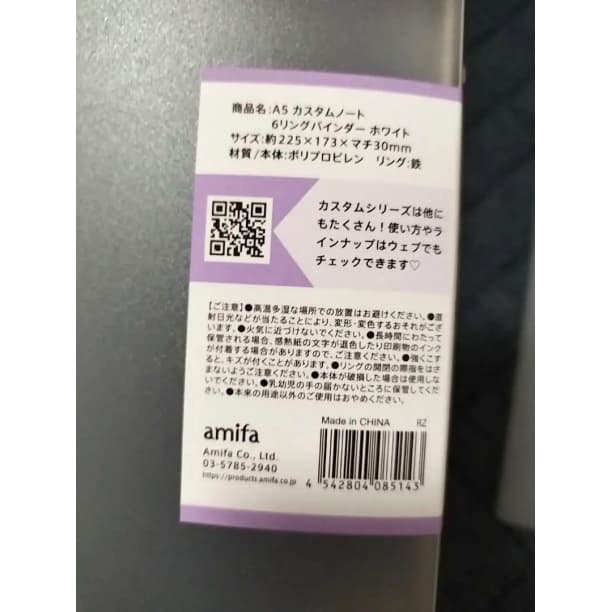 商品名:A5 カスタムノート
6リングバインダー ホワイト
サイズ:約225×173×マチ30mm
材質/本体:ポリプロピレン リング:鉄
カスタムシリーズは他に
もたくさん!使い方やラ
インナップはウェブでも
チェックできます♡
【ご注意】●高温多湿な場所での放置はお避けください。●直
射日光などが当たることにより、変形・変色するおそれがござ
います。●火気に近づけないでください。●長時間にわたって
保管される場合、感熱紙の文字が退色したり印刷物のインク
が付着する場合がありますので、ご注意ください。●強くこす
ると、キズが付くことがあります。●リングの開閉の際指をはさ
まないようご注意ください。●本体が破損した場合は使用しな
いでください。●乳幼児の手の届かないところに保管してくだ
さい。●本来の用途以外のご使用はおやめください。
Made in CHINA RZ
amifa
Amifa Co., Ltd.
03-5785-2940
https://products.amifa.co.jp
4 542804 085143